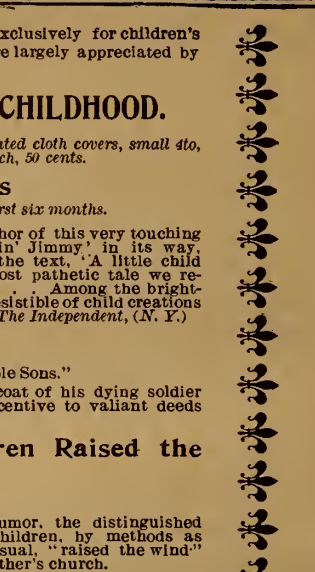 xclusively for children's
re largely appreciated by
CHILDHOOD.
ated cloth covers, small 4to,
ch, 50 cents.
s
rst six months.
hor of this very touching
in' Jimmy' in its way,
the text, 'A little child
ost pathetic tale we re-
. . Among the bright-
esistible of child creations
The Independent, (N. Y.)
le Sons."
coat of his dying soldier
centive to valiant deeds
ren Raised the
umor, the distinguished
hildren, by methods as
sual, "raised the wind"
ther's church.